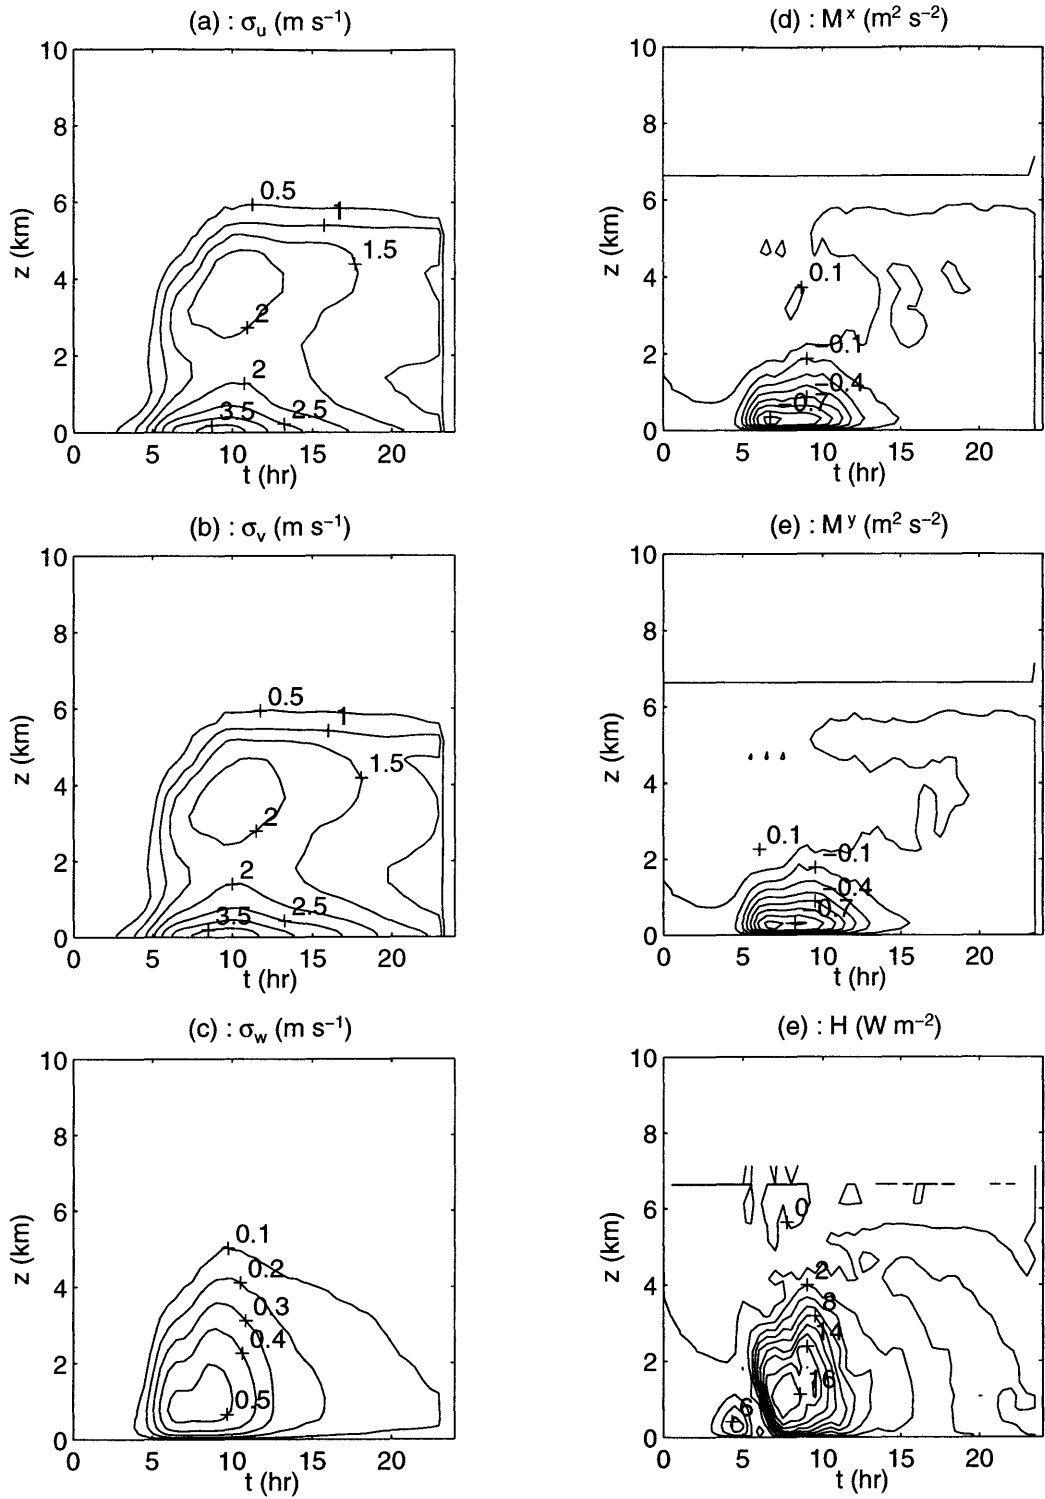 (a) : σu (m s−1)
10
8
6
4
2
0
z (km)
0.5
1
1.5
2
2
3.5
2.5
0 5 10 15 20
t (hr)
(d) : Mx (m2 s−2)
10
8
6
4
2
0
z (km)
0.1
−0.1
−0.4
−0.7
0 5 10 15 20
t (hr)
(b) : σv (m s−1)
10
8
6
4
2
0
z (km)
0.5
1
1.5
2
2
3.5
2.5
0 5 10 15 20
t (hr)
(e) : My (m2 s−2)
10
8
6
4
2
0
z (km)
0.1
−0.1
−0.4
0.7
0 5 10 15 20
t (hr)
(c) : σw (m s−1)
10
8
6
4
2
0
z (km)
0.1
0.2
0.3
0.4
0.5
0 5 10 15 20
t (hr)
(e) : H (W m−2)
10
8
6
4
2
0
z (km)
0
2
8
14
16
6
0 5 10 15 20
t (hr)